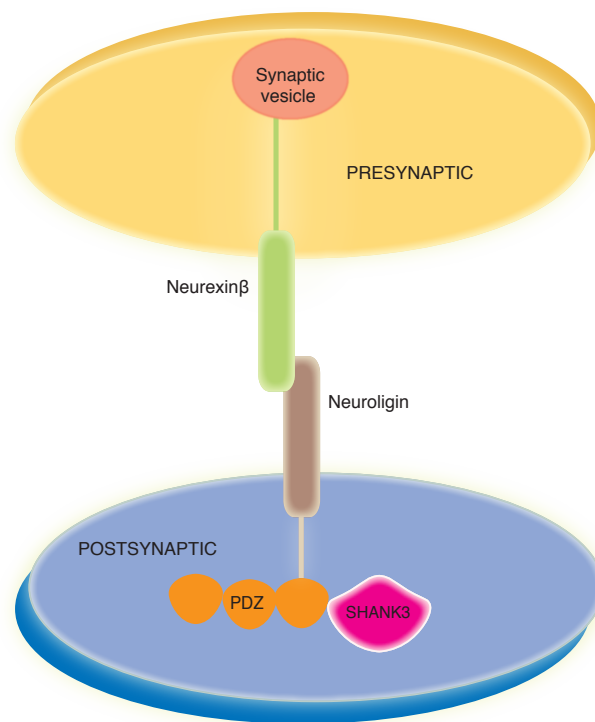 Synaptic
vesicle
PRESYNAPTIC
Neurexinβ
Neuroligin
POSTSYNAPTIC
PDZ
SHANK3